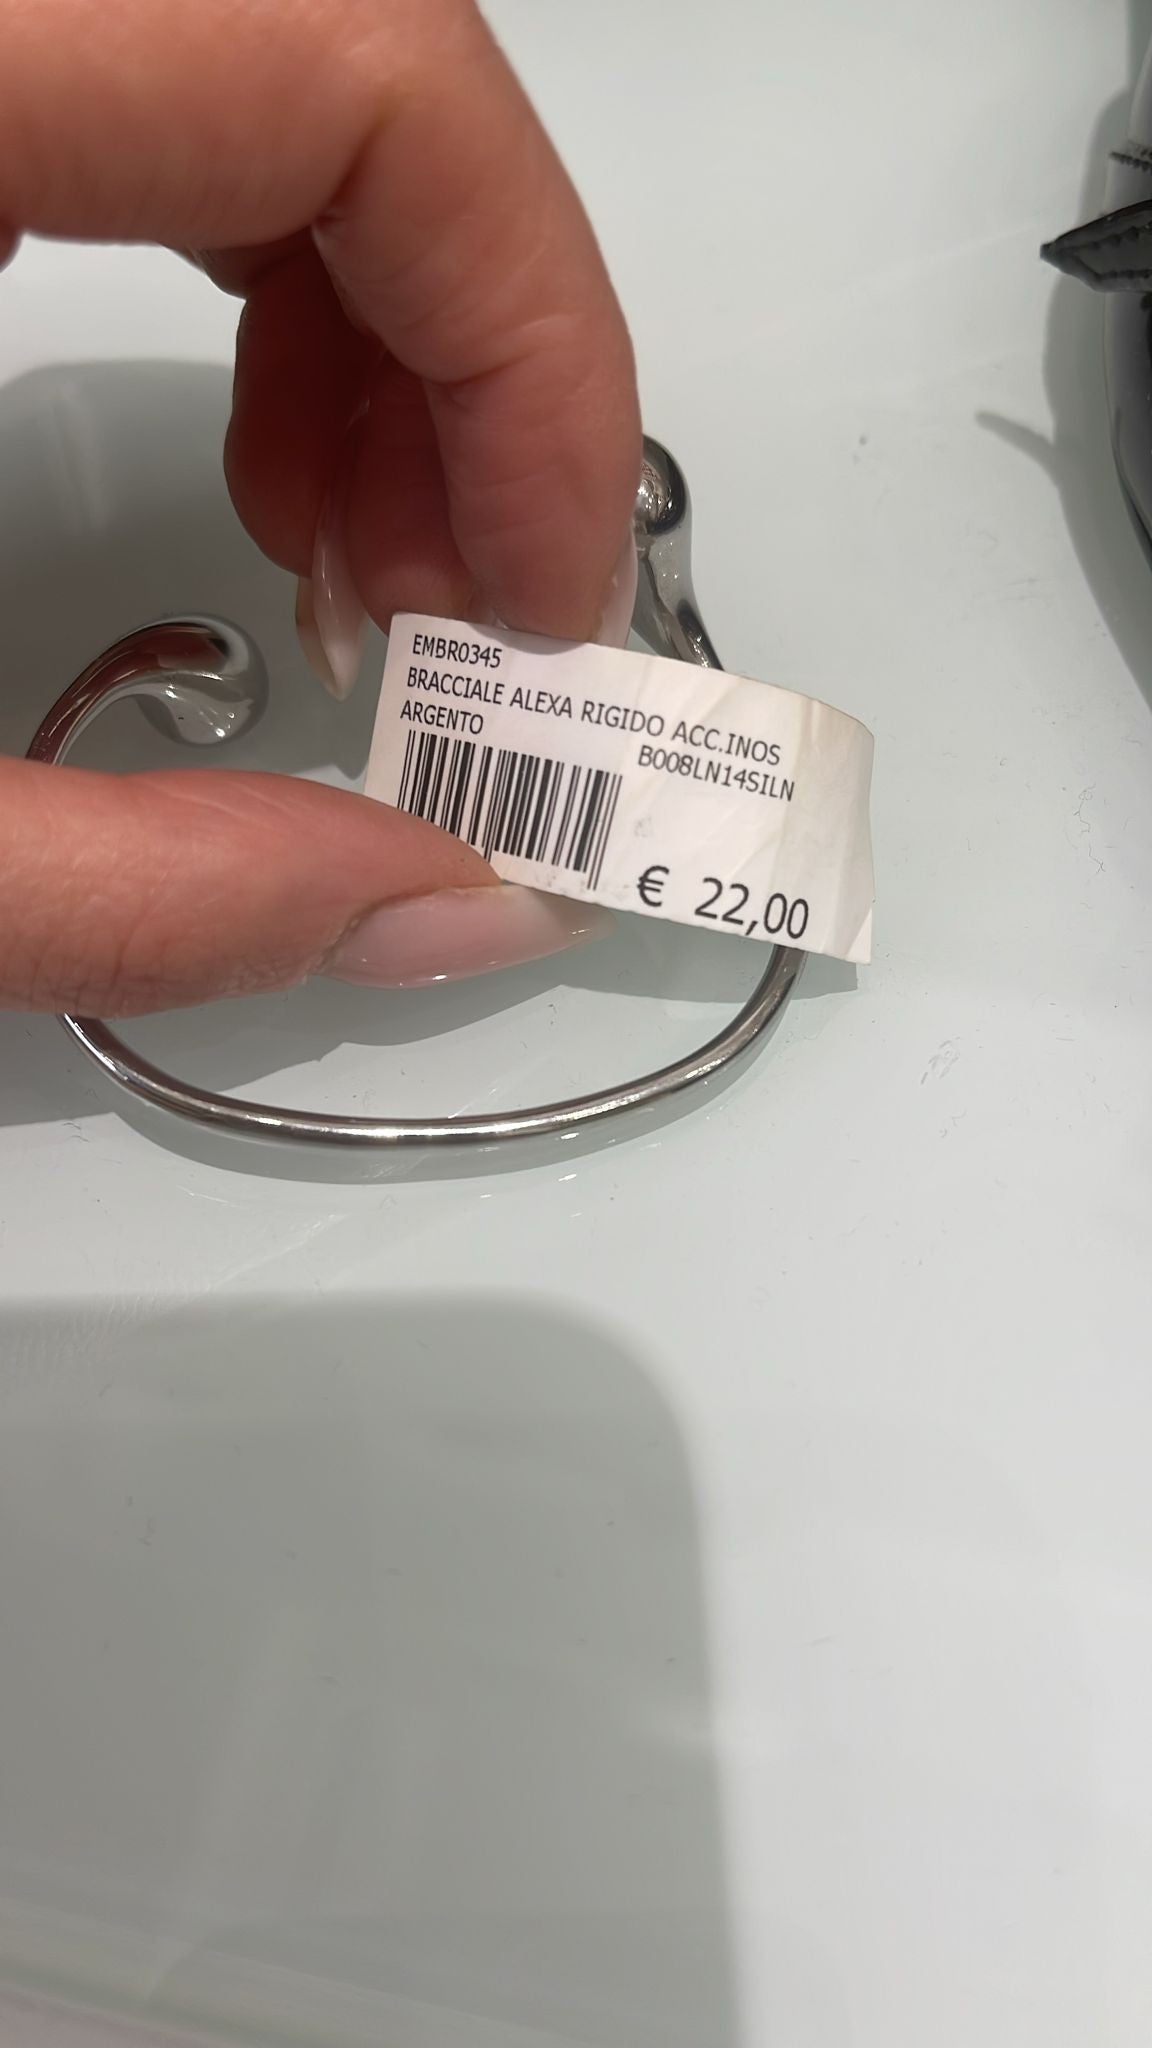 EMBR0345
BRACCIALE ALEXA RIGIDO ACC.INOS
ARGENTO
B008LN14SILN
€ 22,00